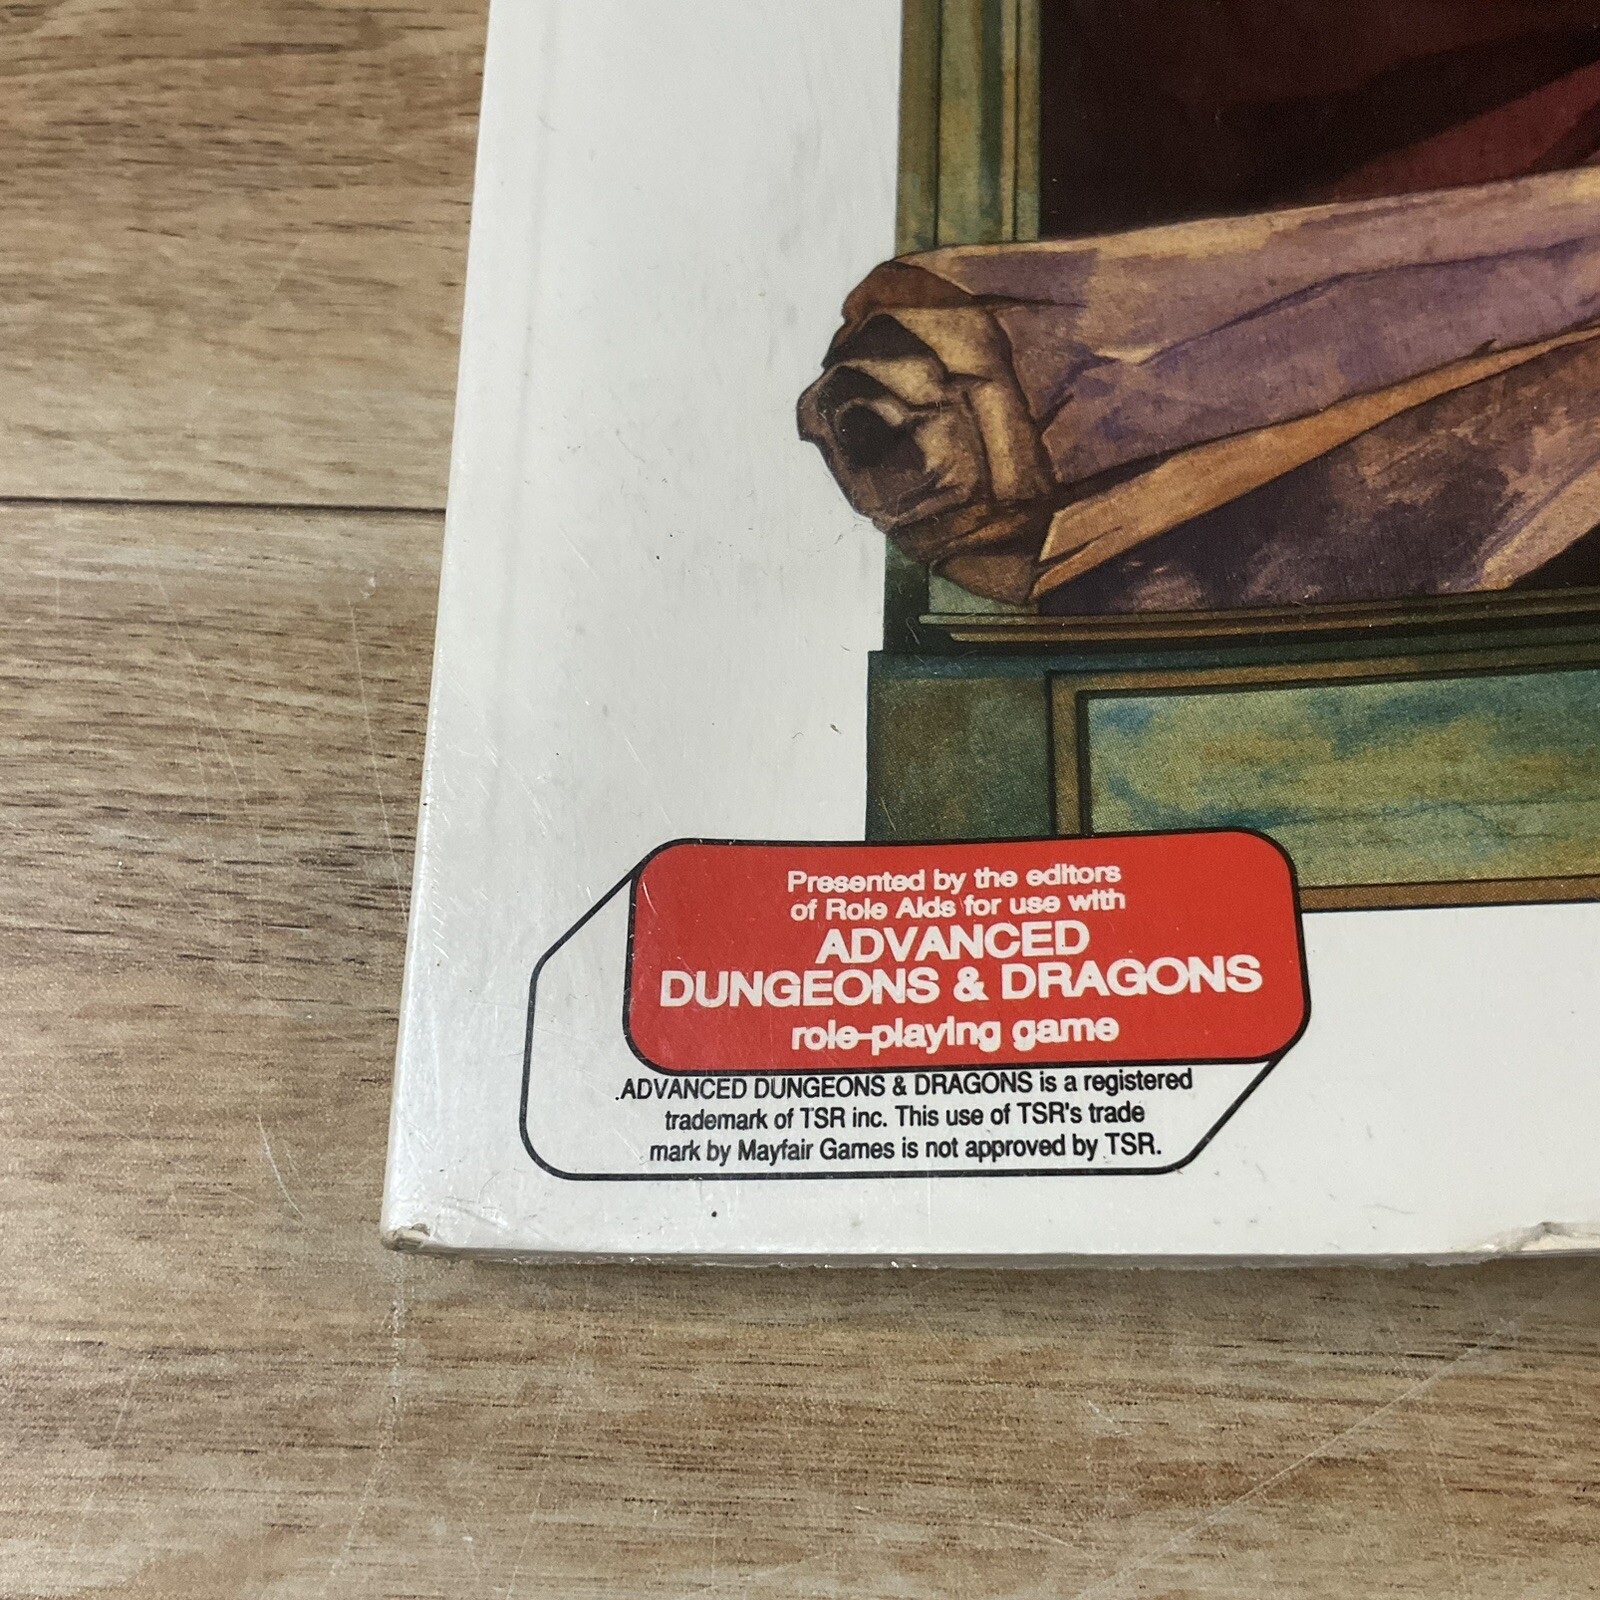 Presented by the editors
of Role Aids for use with
ADVANCED
DUNGEONS & DRAGONS
role-playing game
.ADVANCED DUNGEONS & DRAGONS is a registered
trademark of TSR inc. This use of TSR's trade
mark by Mayfair Games is not approved by TSR.